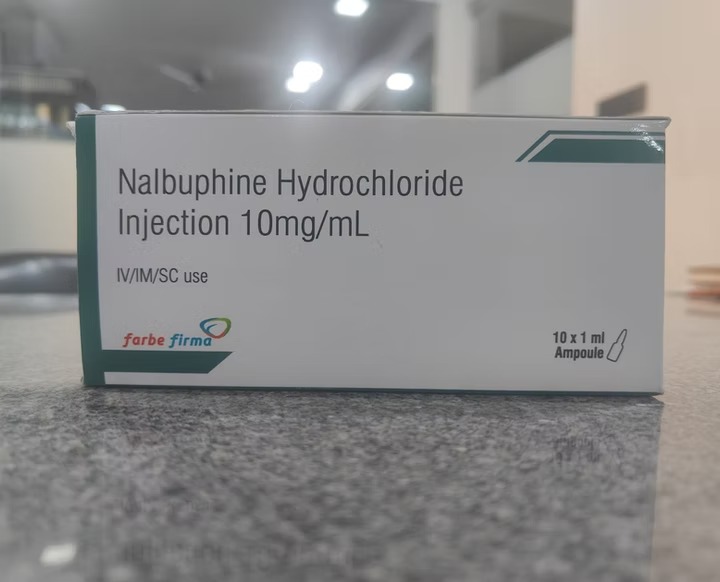 Nalbuphine Hydrochloride
Injection 10mg/mL
IV/IM/SC use
farbe firma
10 x 1 ml
Ampoule